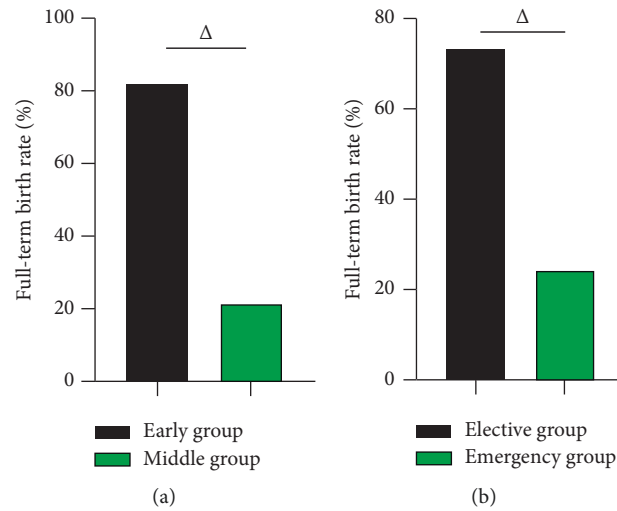 Full-term birth rate (%)
100
80
60
40
20
0
Δ
Early group
Middle group
(a)
Full-term birth rate (%)
80
60
40
20
0
Δ
Elective group
Emergency group
(b)